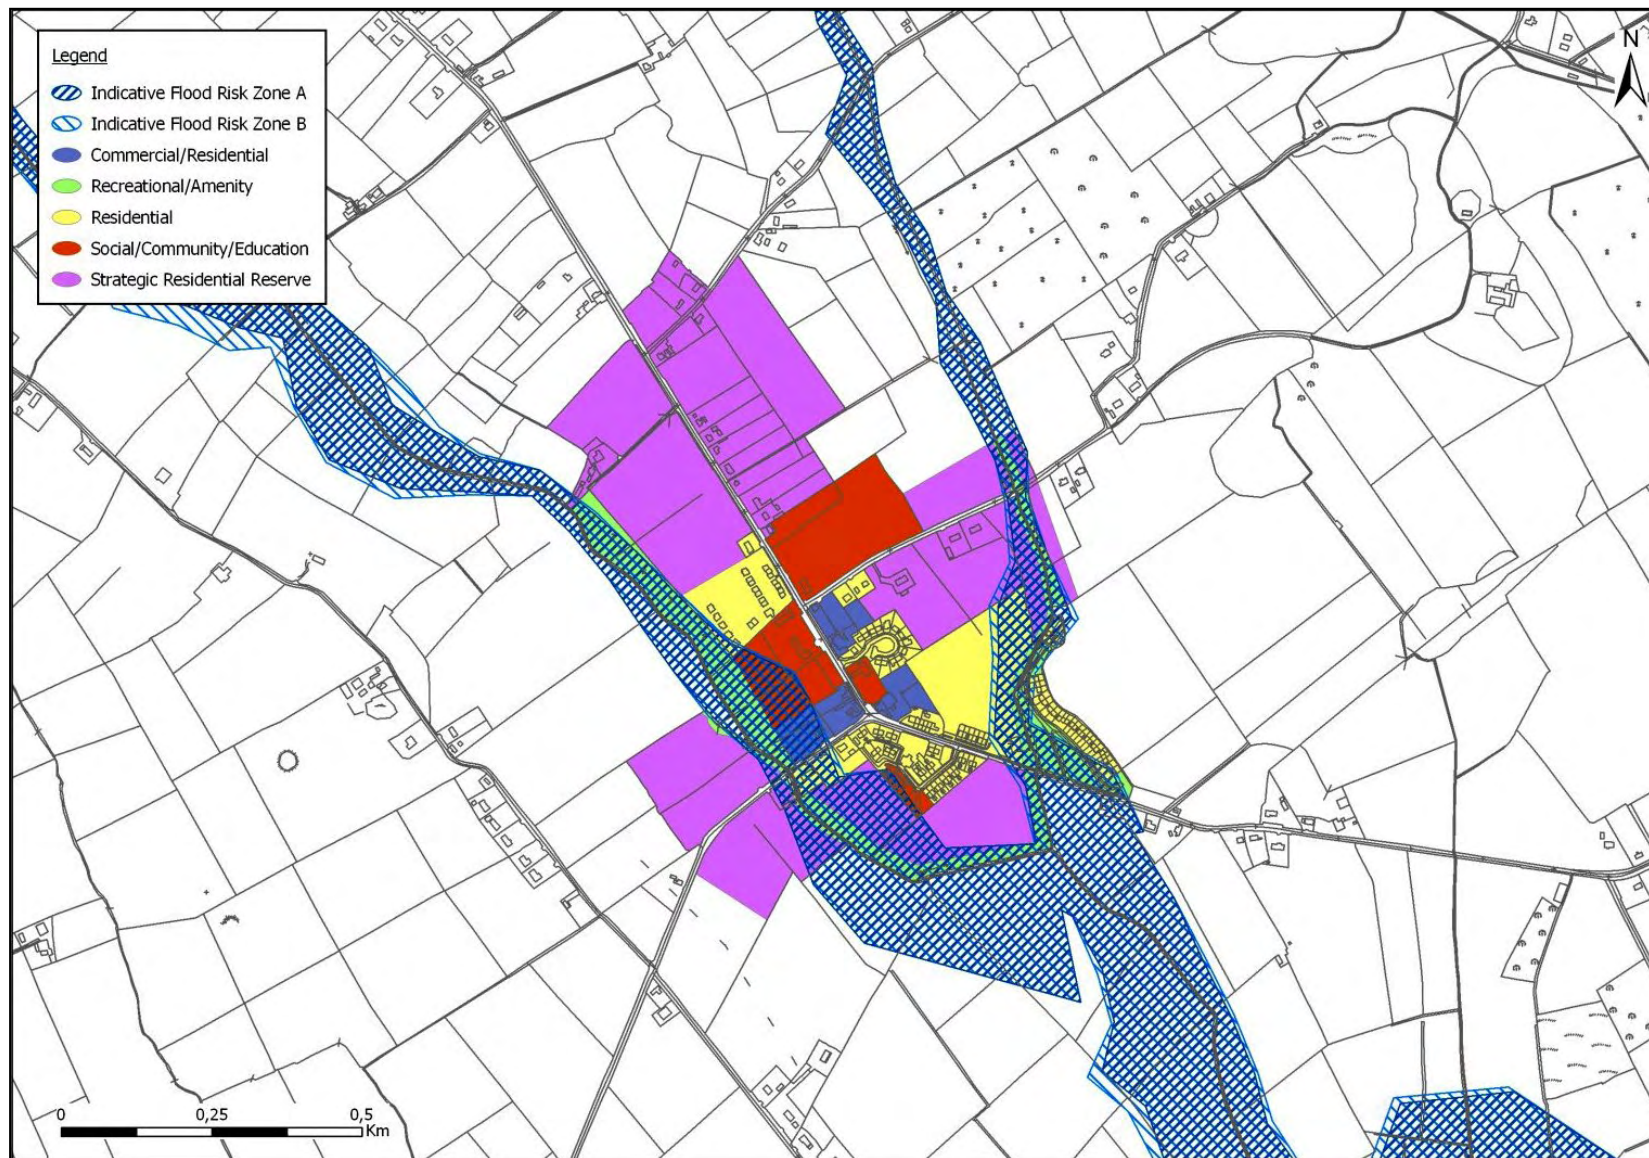 Legend
Indicative Flood Risk Zone A
Indicative Flood Risk Zone B
Commercial/Residential
Recreational/Amenity
Residential
Social/Community/Education
Strategic Residential Reserve
N
0 0,25 0,5
Km